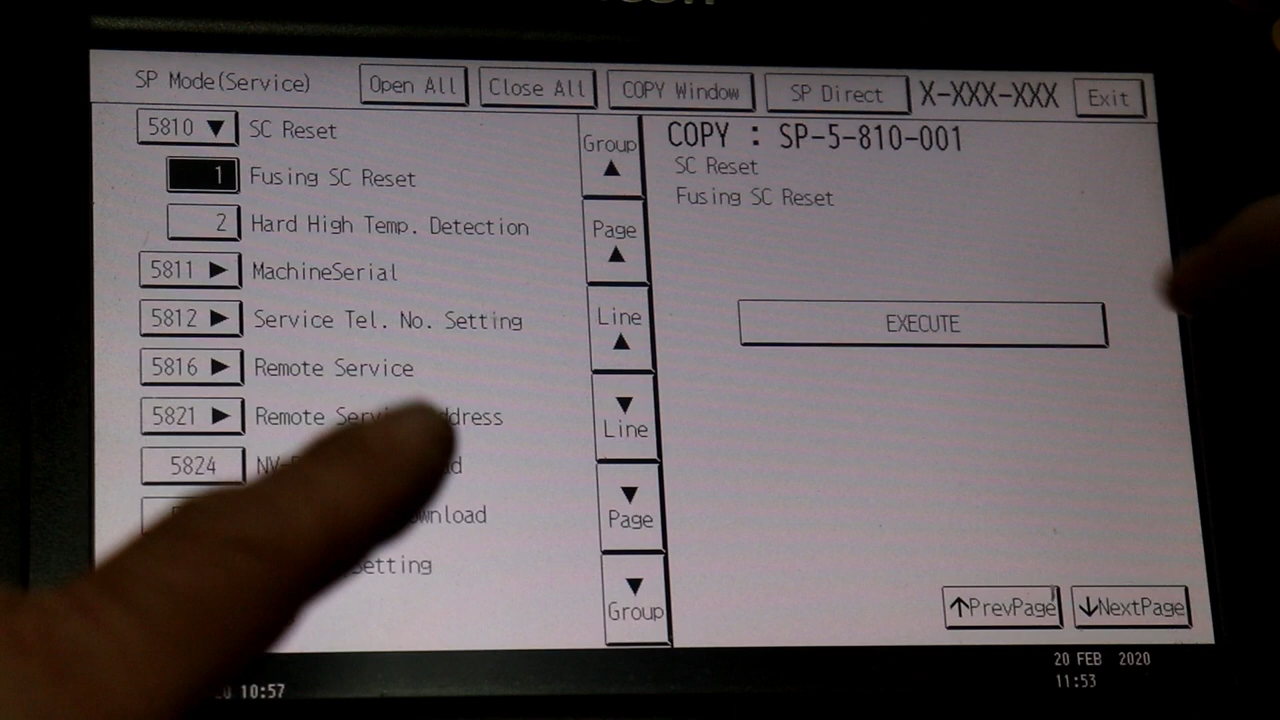 SP Mode(Service) Open All Close All COPY Window SP Direct X-XXX-XXX Exit
5810 ▼ SC Reset
1 Fusing SC Reset
2 Hard High Temp. Detection
5811 ▶ MachineSerial
5812 ▶ Service Tel. No. Setting
5816 ▶ Remote Service
5821 ▶ Remote
5824
Setting
Group ▲
Page ▲
Line ▲
▼ Line
▼ Page
▼ Group
COPY : SP-5-810-001
SC Reset
Fusing SC Reset
EXECUTE
↑PrevPage ↓NextPage
10:57
20 FEB 2020
11:53